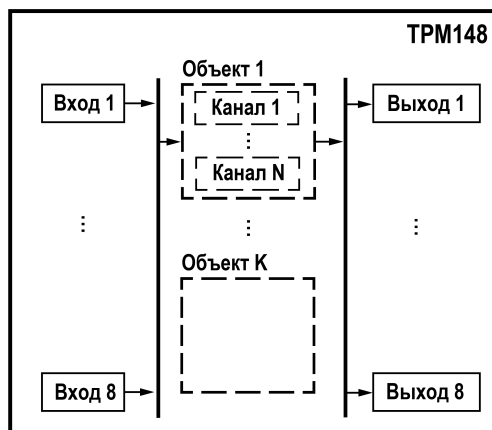 ТРМ148
Объект 1
Вход 1
Канал 1
Выход 1
Канал N
Объект K
Вход 8
Выход 8